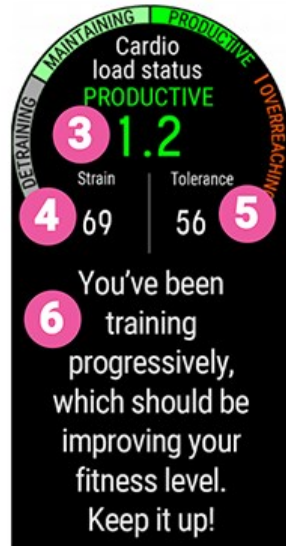 DETRAINING
MAINTAINING
PRODUCTIVE
OVERREACHING
Cardio
load status
PRODUCTIVE
3 1.2
Strain Tolerance
4 69 56 5
6 You've been
training
progressively,
which should be
improving your
fitness level.
Keep it up!